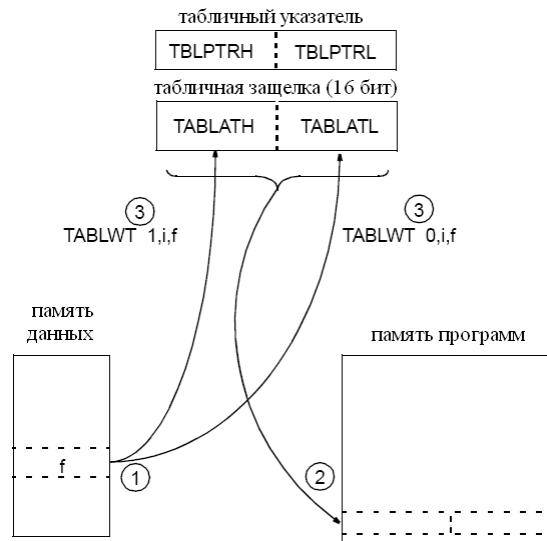 табличный указатель
TBLPTRH TBLPTRL
табличная защелка (16 бит)
TABLATH TABLATL
3 3
TABLWT 1,i,f TABLWT 0,i,f
память
данных
память программ
f
1 2